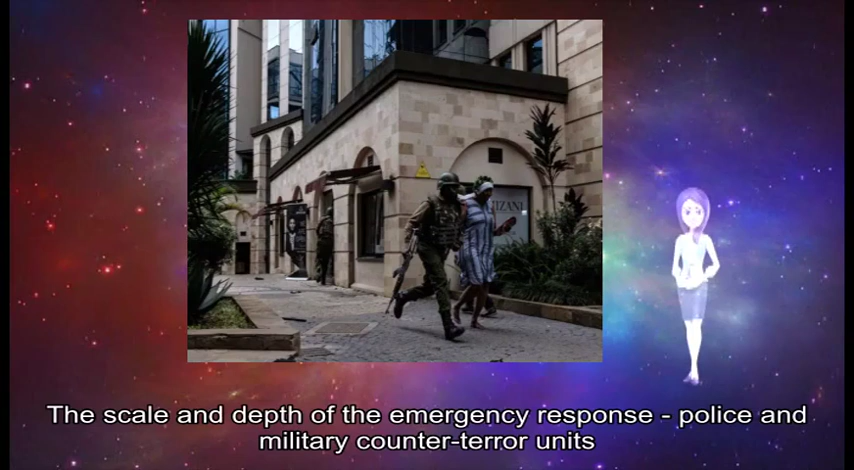 The scale and depth of the emergency response - police and
military counter-terror units